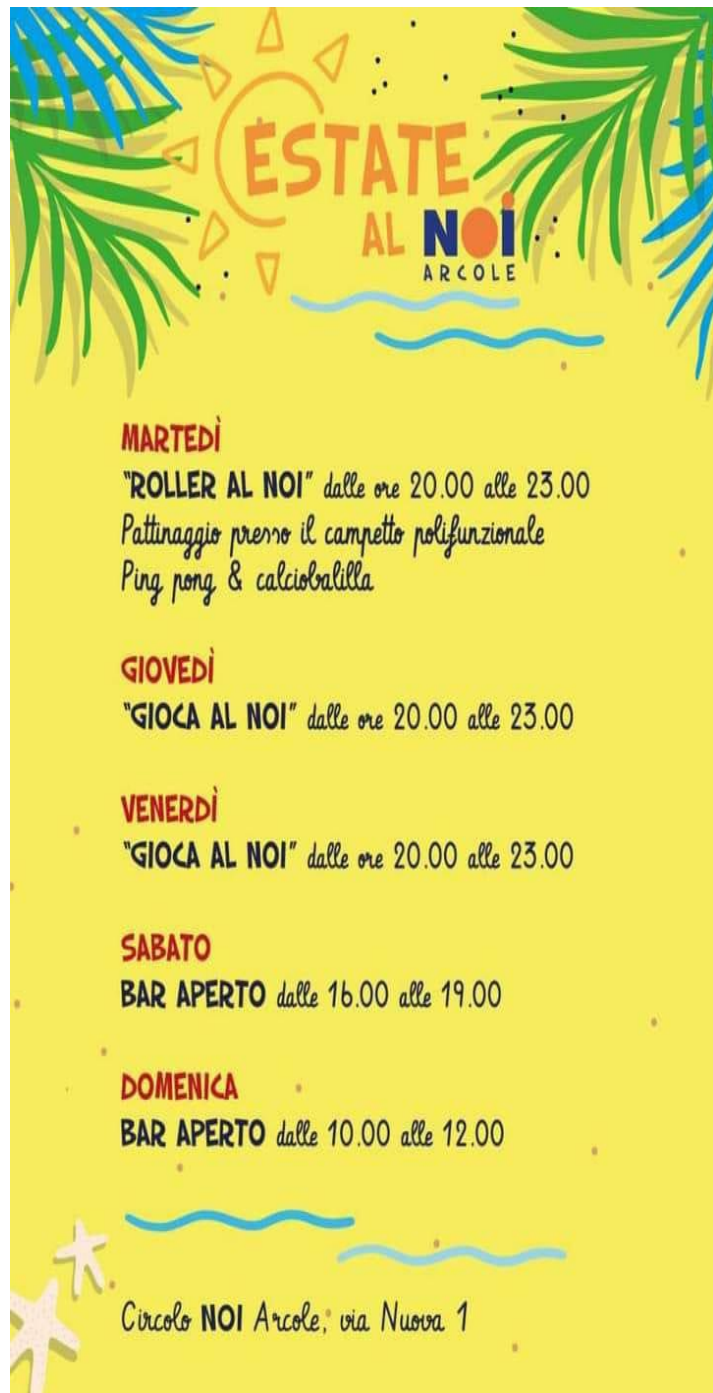 ESTATE
AL NOI
ARCOLE
MARTEDÌ
"ROLLER AL NOI" dalle ore 20.00 alle 23.00
Pattinaggio presso il campetto polifunzionale
Ping pong & calciobalilla
GIOVEDÌ
"GIOCA AL NOI" dalle ore 20.00 alle 23.00
VENERDÌ
"GIOCA AL NOI" dalle ore 20.00 alle 23.00
SABATO
BAR APERTO dalle 16.00 alle 19.00
DOMENICA
BAR APERTO dalle 10.00 alle 12.00
Circolo NOI Arcole, via Nuova 1